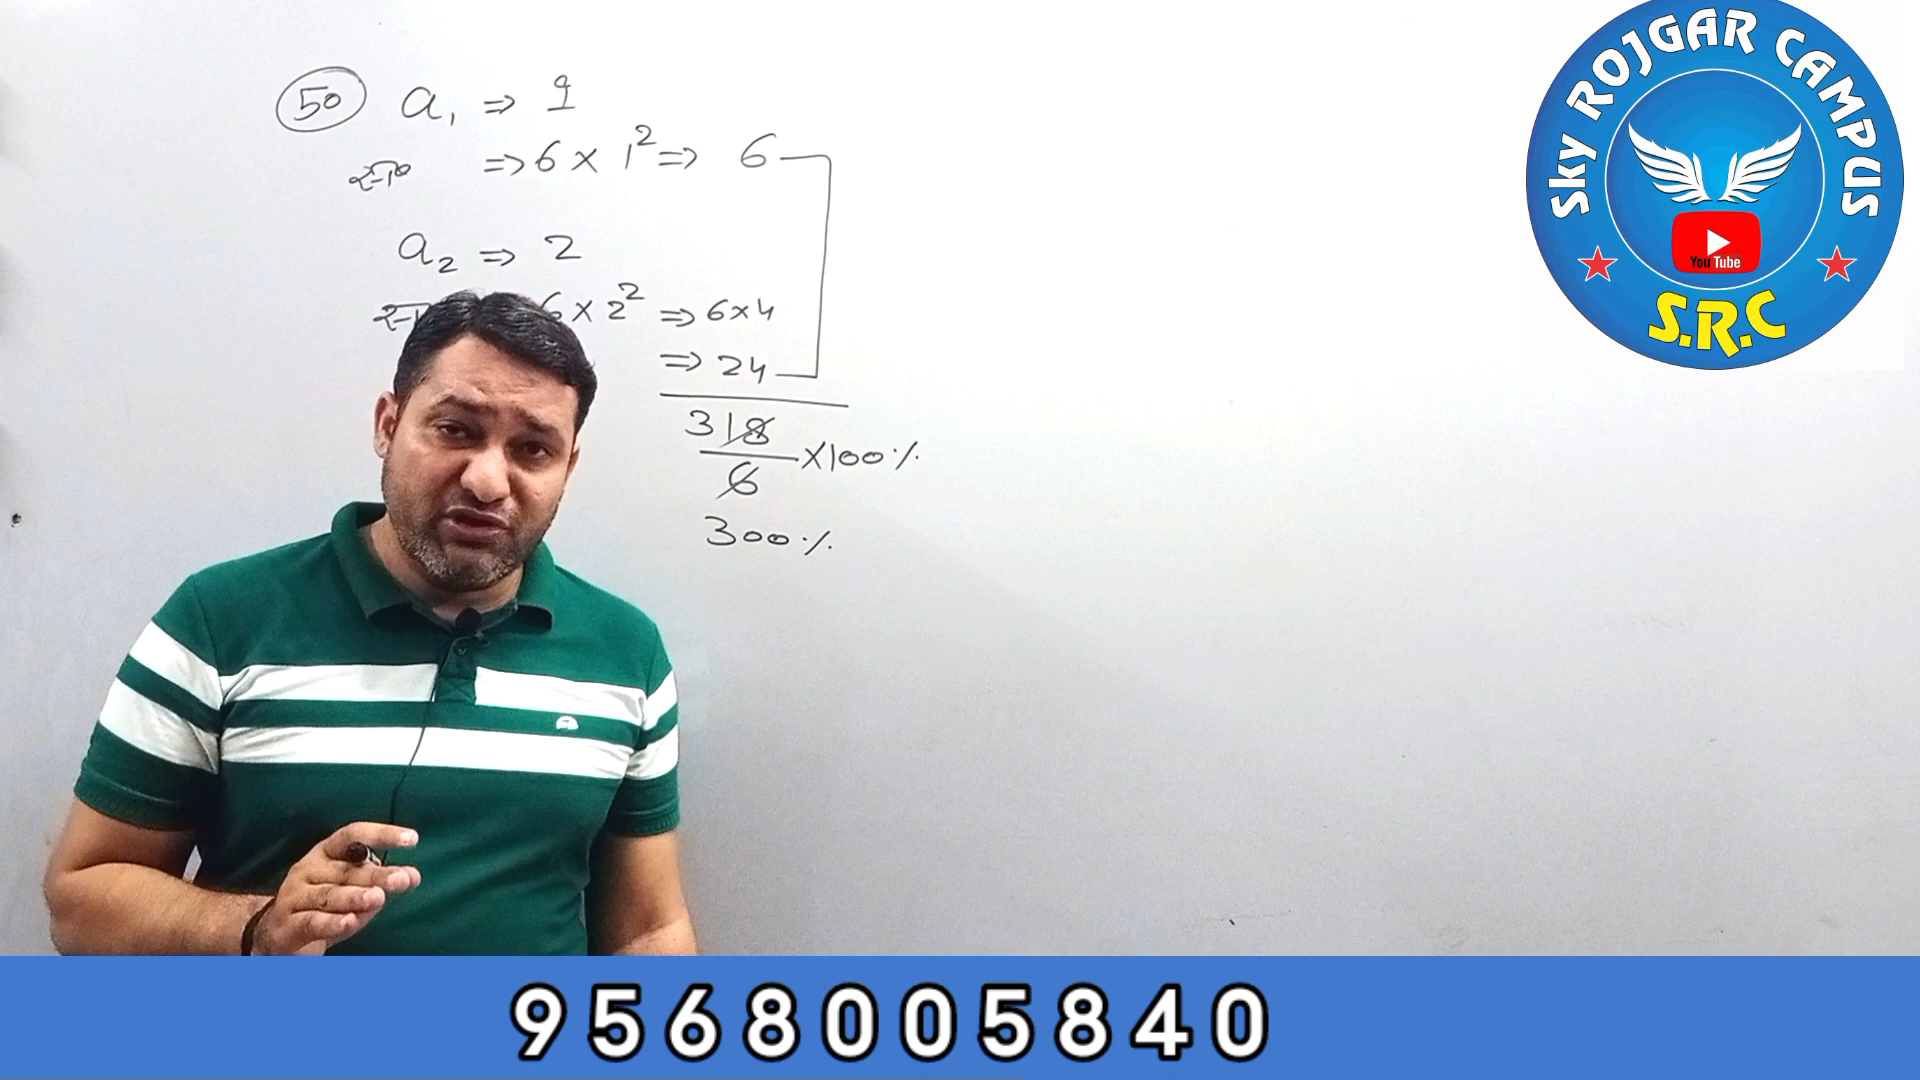 50 a₁ ⇒ 1
⇒ 6 × 1² ⇒ 6
a₂ ⇒ 2
6 × 2² ⇒ 6×4
⇒ 24
3 18
6
×100%
300%
Sky ROJGAR CAMPUS
You Tube
S.R.C
9568005840